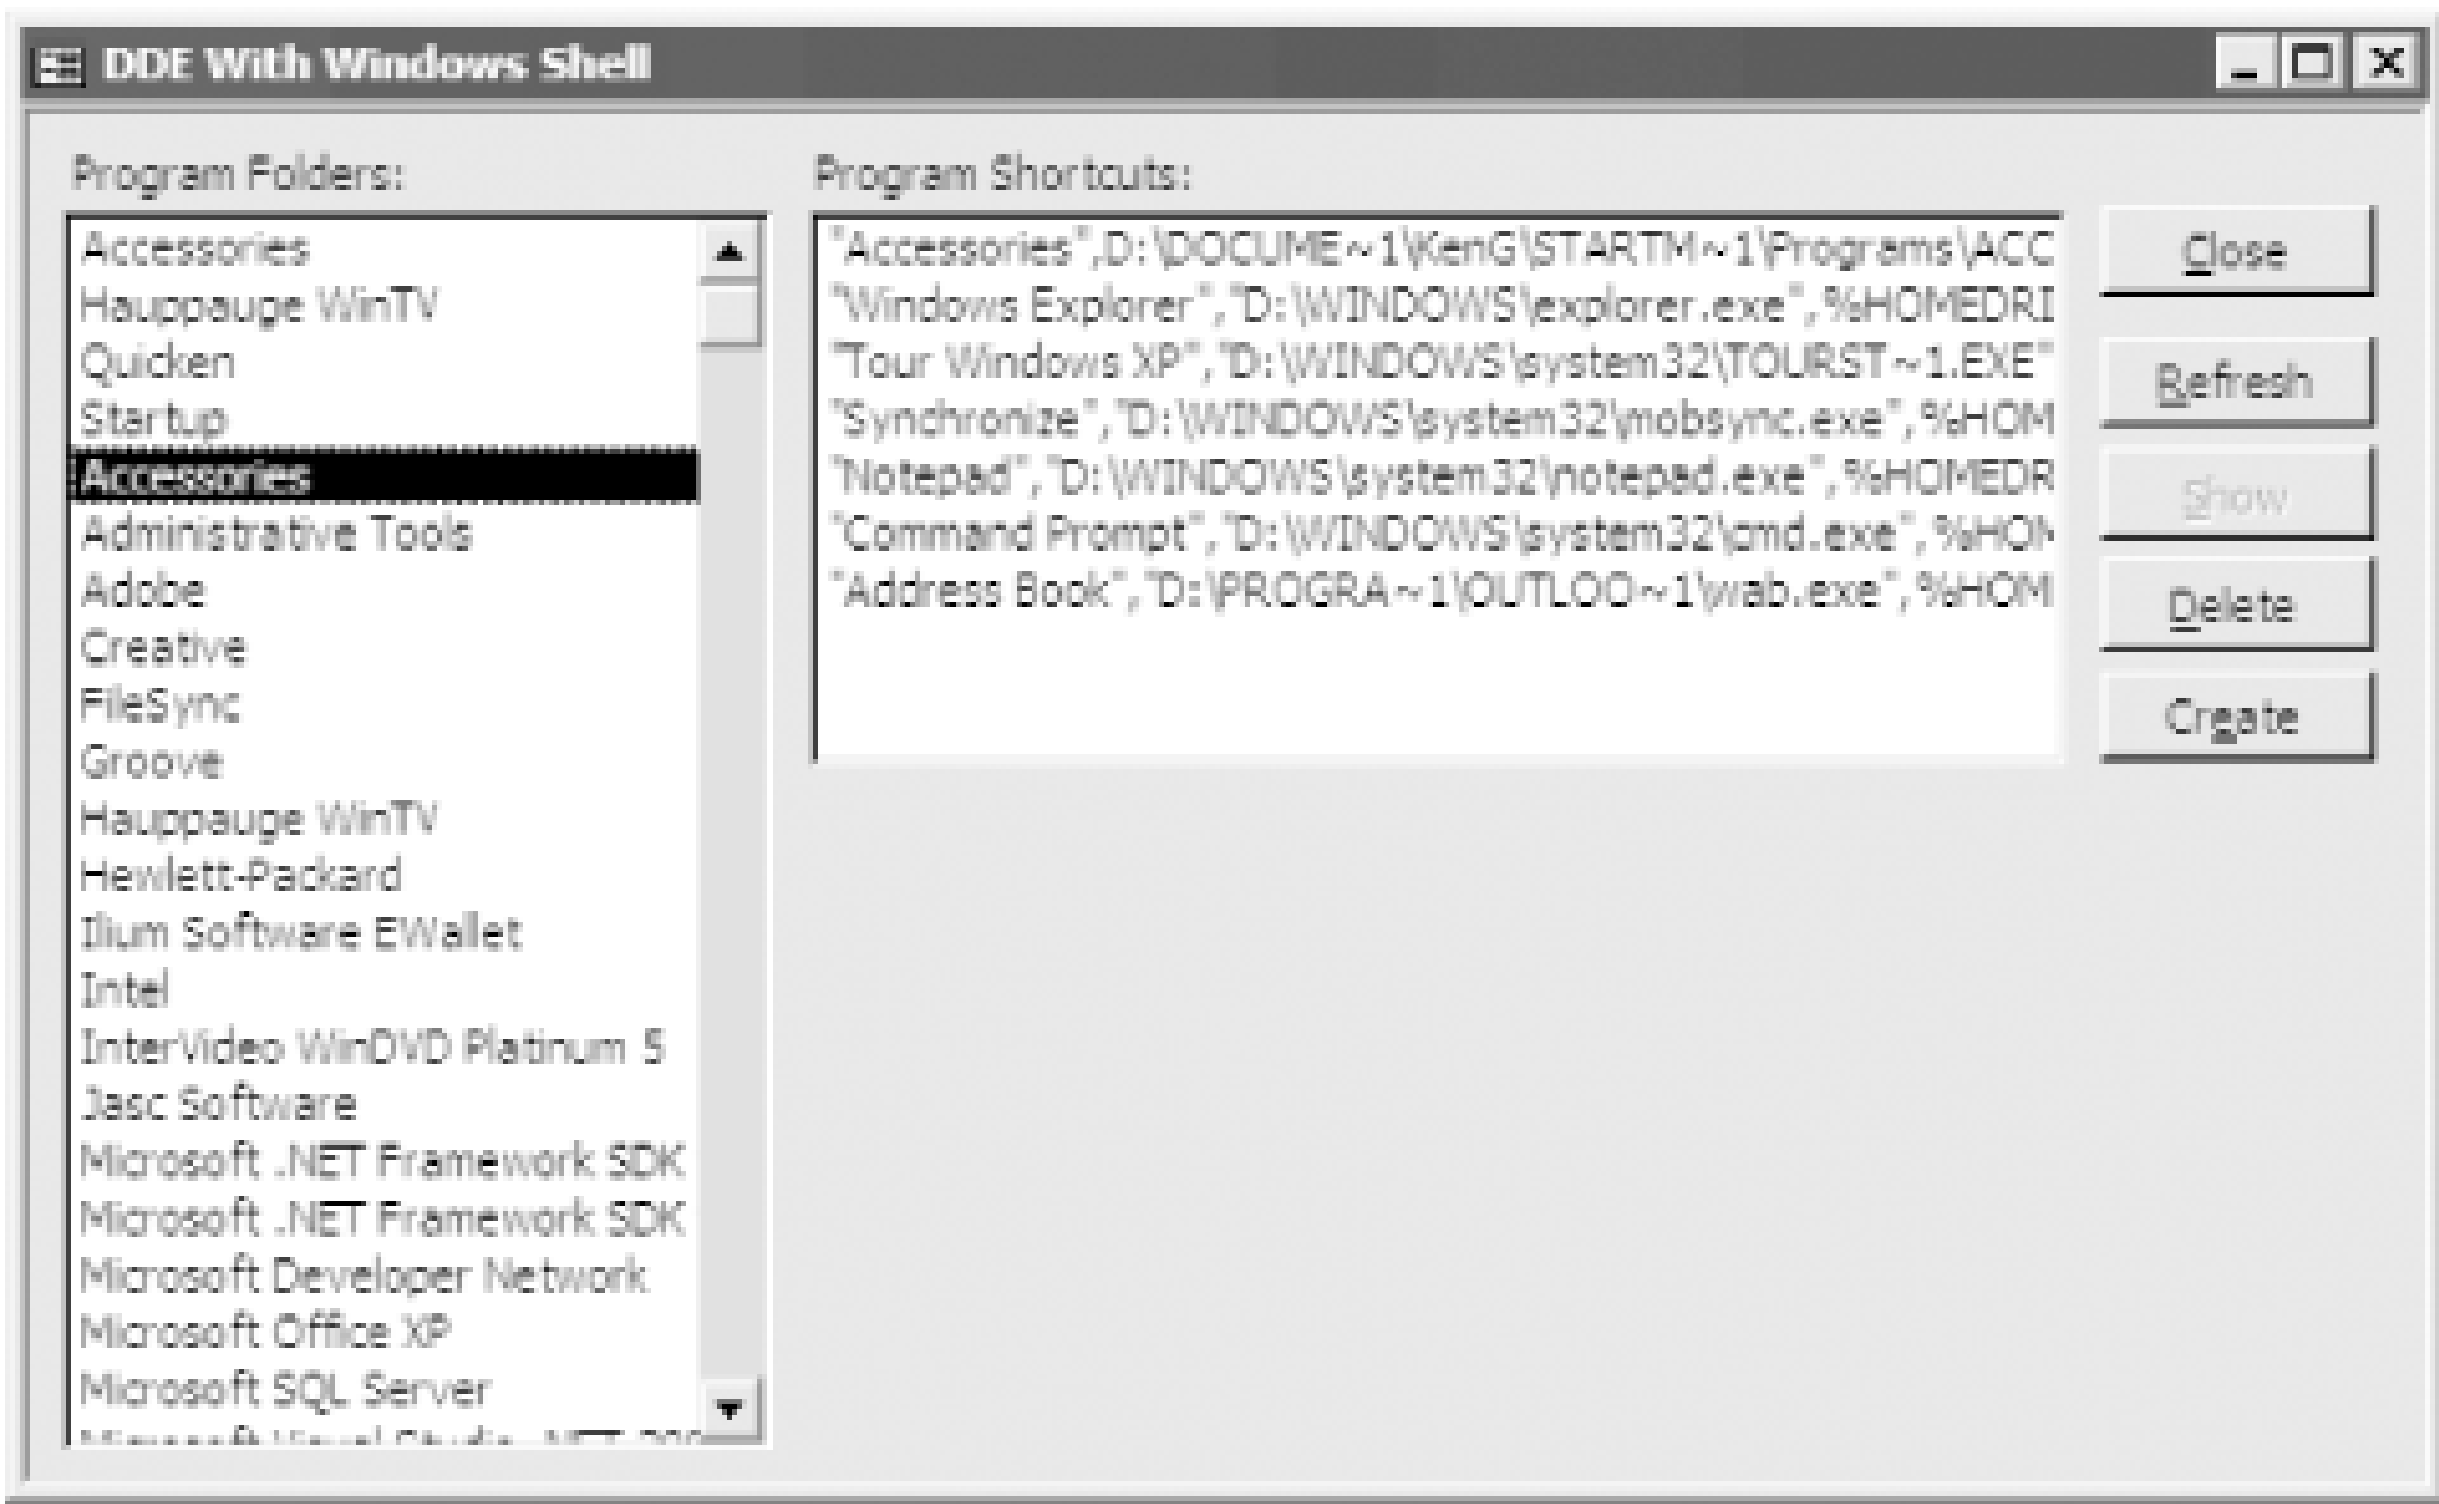 DDE With Windows Shell
Program Folders:
Accessories
Hauppauge WinTV
Quicken
Startup
Accessories
Administrative Tools
Adobe
Creative
FileSync
Groove
Hauppauge WinTV
Hewlett-Packard
Ilium Software EWallet
Intel
InterVideo WinDVD Platinum 5
Jasc Software
Microsoft .NET Framework SDK
Microsoft .NET Framework SDK
Microsoft Developer Network
Microsoft Office XP
Microsoft SQL Server
Program Shortcuts:
"Accessories",D:\DOCUME~1\KenG\STARTM~1\Programs\ACC
"Windows Explorer","D:\WINDOWS\explorer.exe",%HOMEDRI
"Tour Windows XP","D:\WINDOWS\system32\TOURST~1.EXE"
"Synchronize","D:\WINDOWS\system32\mobsync.exe",%HOM
"Notepad","D:\WINDOWS\system32\notepad.exe",%HOMEDR
"Command Prompt","D:\WINDOWS\system32\cmd.exe",%HOM
"Address Book","D:\PROGRA~1\OUTLOO~1\wab.exe",%HOM
Close
Refresh
Show
Delete
Create